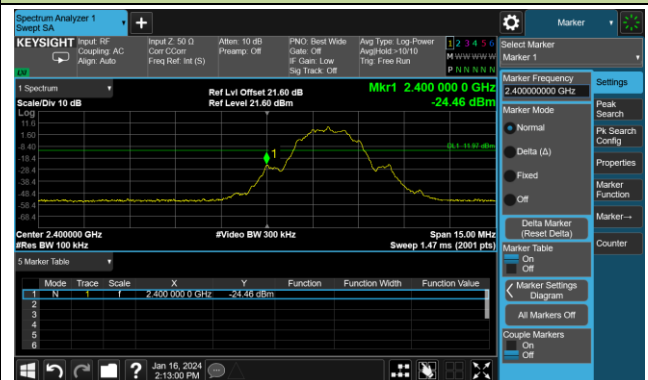 Spectrum Analyzer 1
Swept SA
Marker
KEYSIGHT
Input: RF
Coupling: AC
Align: Auto
Input Z: 50 Ω
Corr CCorr
Freq Ref: Int (S)
Atten: 10 dB
Preamp: Off
PNO: Best Wide
Gate: Off
IF Gain: Low
Sig Track: Off
Avg Type: Log-Power
Avg|Hold:>10/10
Trig: Free Run
1 2 3 4 5 6
M W W W W W
P N N N N N
Select Marker
Marker 1
1 Spectrum
Scale/Div 10 dB
Ref Lvl Offset 21.60 dB
Ref Level 21.60 dBm
Mkr1 2.400 000 0 GHz
-24.46 dBm
Log
11.6
1.60
-8.40
-18.4
-28.4
-38.4
-48.4
-58.4
-68.4
1
DL1 -11.97 dBm
Center 2.40000 GHz
#Res BW 100 kHz
#Video BW 300 kHz
Span 15.00 MHz
Sweep 1.47 ms (2001 pts)
5 Marker Table
Mode Trace Scale X Y Function Function Width Function Value
1 N 1 f 2.400 000 0 GHz -24.46 dBm
2
3
4
5
6
Marker Frequency
2.400000000 GHz
Marker Mode
Normal
Delta (Δ)
Fixed
Off
Delta Marker
(Reset Delta)
Marker Table
On
Off
Marker Settings
Diagram
All Markers Off
Couple Markers
On
Off
Settings
Peak
Search
Pk Search
Config
Properties
Marker
Function
Marker→
Counter
Jan 16, 2024
2:13:00 PM